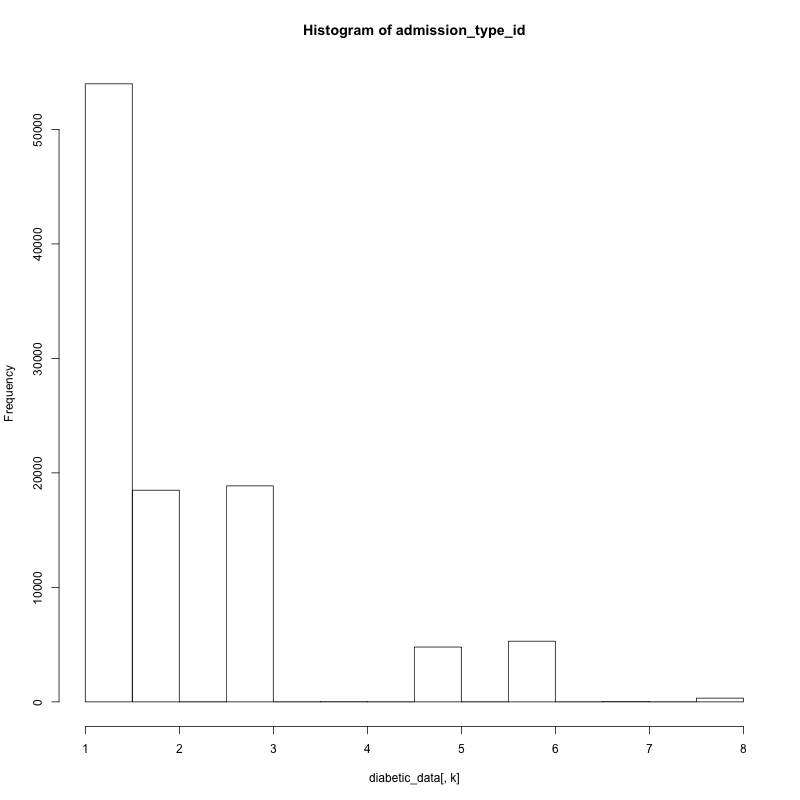 Histogram of admission_type_id
Frequency
50000
40000
30000
20000
10000
0
1 2 3 4 5 6 7 8
diabetic_data[, k]